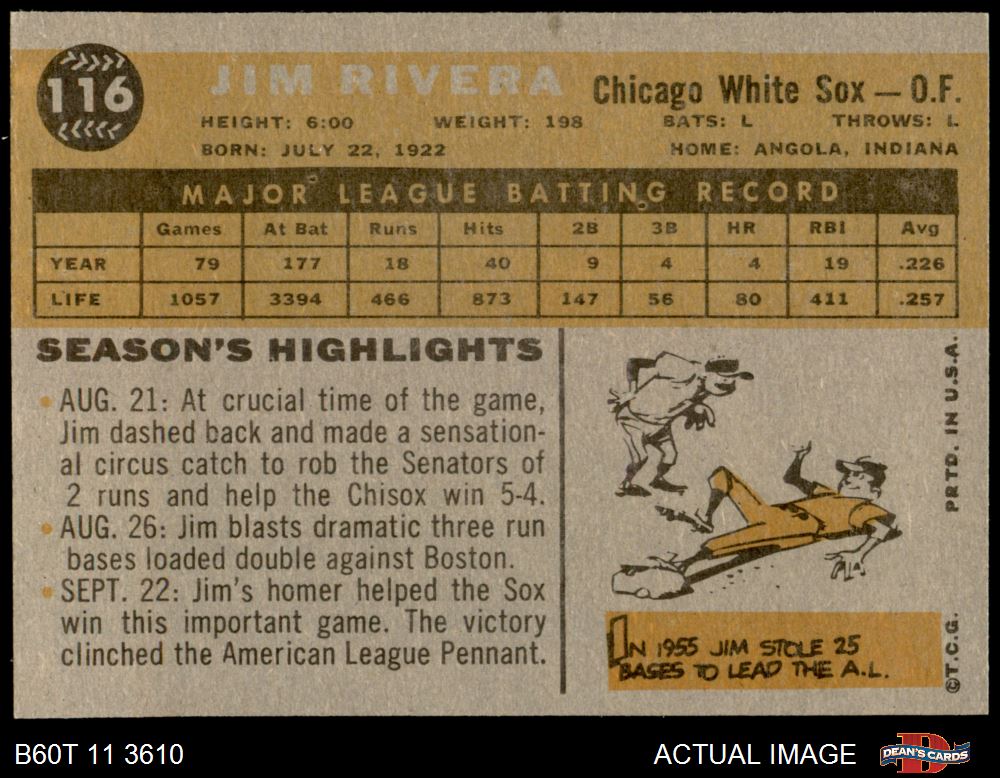 116
JIM RIVERA
Chicago White Sox — O.F.
HEIGHT: 6:00 WEIGHT: 198 BATS: L THROWS: L
BORN: JULY 22, 1922 HOME: ANGOLA, INDIANA
MAJOR LEAGUE BATTING RECORD
Games At Bat Runs Hits 2B 3B HR RBI Avg
YEAR 79 177 18 40 9 4 4 19 .226
LIFE 1057 3394 466 873 147 56 80 411 .257
SEASON'S HIGHLIGHTS
• AUG. 21: At crucial time of the game,
Jim dashed back and made a sensation-
al circus catch to rob the Senators of
2 runs and help the Chisox win 5-4.
• AUG. 26: Jim blasts dramatic three run
bases loaded double against Boston.
• SEPT. 22: Jim's homer helped the Sox
win this important game. The victory
clinched the American League Pennant.
IN 1955 JIM STOLE 25
BASES TO LEAD THE A.L.
PRTD. IN U.S.A.
©T.C.G.
B60T 11 3610
ACTUAL IMAGE
DEAN'S CARDS